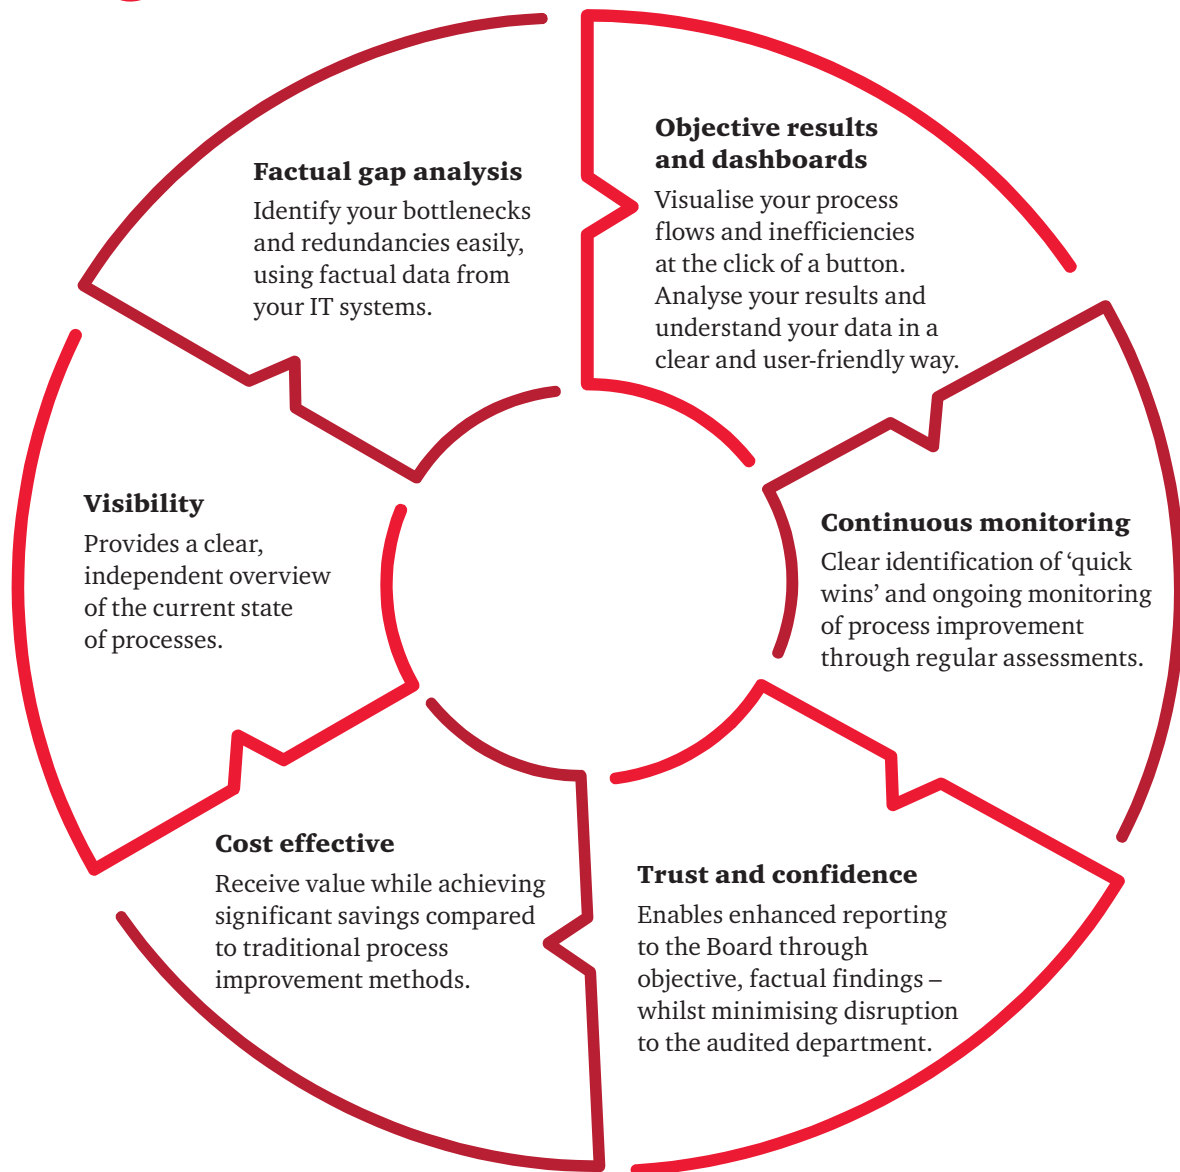 Factual gap analysis
Identify your bottlenecks
and redundancies easily,
using factual data from
your IT systems.
Objective results
and dashboards
Visualise your process
flows and inefficiencies
at the click of a button.
Analyse your results and
understand your data in a
clear and user-friendly way.
Continuous monitoring
Clear identification of ‘quick
wins’ and ongoing monitoring
of process improvement
through regular assessments.
Trust and confidence
Enables enhanced reporting
to the Board through
objective, factual findings –
whilst minimising disruption
to the audited department.
Cost effective
Receive value while achieving
significant savings compared
to traditional process
improvement methods.
Visibility
Provides a clear,
independent overview
of the current state
of processes.